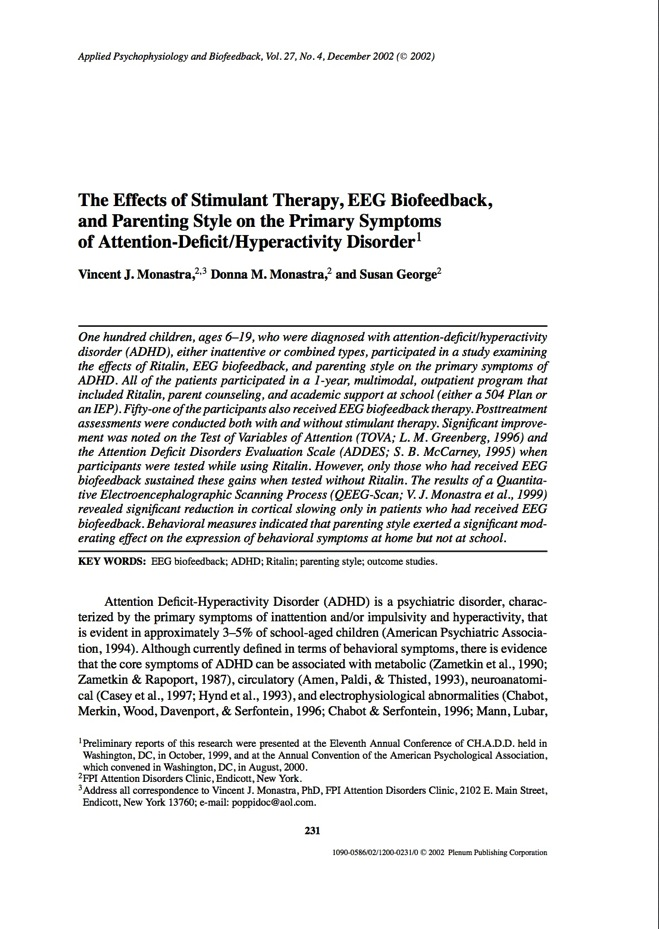 Applied Psychophysiology and Biofeedback, Vol. 27, No. 4, December 2002 (© 2002)
The Effects of Stimulant Therapy, EEG Biofeedback,
and Parenting Style on the Primary Symptoms
of Attention-Deficit/Hyperactivity Disorder¹
Vincent J. Monastra,²,³ Donna M. Monastra,² and Susan George²
One hundred children, ages 6–19, who were diagnosed with attention-deficit/hyperactivity
disorder (ADHD), either inattentive or combined types, participated in a study examining
the effects of Ritalin, EEG biofeedback, and parenting style on the primary symptoms of
ADHD. All of the patients participated in a 1-year, multimodal, outpatient program that
included Ritalin, parent counseling, and academic support at school (either a 504 Plan or
an IEP). Fifty-one of the participants also received EEG biofeedback therapy. Posttreatment
assessments were conducted both with and without stimulant therapy. Significant improve-
ment was noted on the Test of Variables of Attention (TOVA; L. M. Greenberg, 1996) and
the Attention Deficit Disorders Evaluation Scale (ADDES; S. B. McCarney, 1995) when
participants were tested while using Ritalin. However, only those who had received EEG
biofeedback sustained these gains when tested without Ritalin. The results of a Quantita-
tive Electroencephalographic Scanning Process (QEEG-Scan; V. J. Monastra et al., 1999)
revealed significant reduction in cortical slowing only in patients who had received EEG
biofeedback. Behavioral measures indicated that parenting style exerted a significant mod-
erating effect on the expression of behavioral symptoms at home but not at school.
KEY WORDS: EEG biofeedback; ADHD; Ritalin; parenting style; outcome studies.
Attention Deficit-Hyperactivity Disorder (ADHD) is a psychiatric disorder, charac-
terized by the primary symptoms of inattention and/or impulsivity and hyperactivity, that
is evident in approximately 3–5% of school-aged children (American Psychiatric Associa-
tion, 1994). Although currently defined in terms of behavioral symptoms, there is evidence
that the core symptoms of ADHD can be associated with metabolic (Zametkin et al., 1990;
Zametkin & Rapoport, 1987), circulatory (Amen, Paldi, & Thisted, 1993), neuroanatomi-
cal (Casey et al., 1997; Hynd et al., 1993), and electrophysiological abnormalities (Chabot,
Merkin, Wood, Davenport, & Serfontein, 1996; Chabot & Serfontein, 1996; Mann, Lubar,
¹Preliminary reports of this research were presented at the Eleventh Annual Conference of CH.A.D.D. held in
Washington, DC, in October, 1999, and at the Annual Convention of the American Psychological Association,
which convened in Washington, DC, in August, 2000.
²FPI Attention Disorders Clinic, Endicott, New York.
³Address all correspondence to Vincent J. Monastra, PhD, FPI Attention Disorders Clinic, 2102 E. Main Street,
Endicott, New York 13760; e-mail: poppidoc@aol.com.
231
1090-0586/02/1200-0231/0 © 2002 Plenum Publishing Corporation